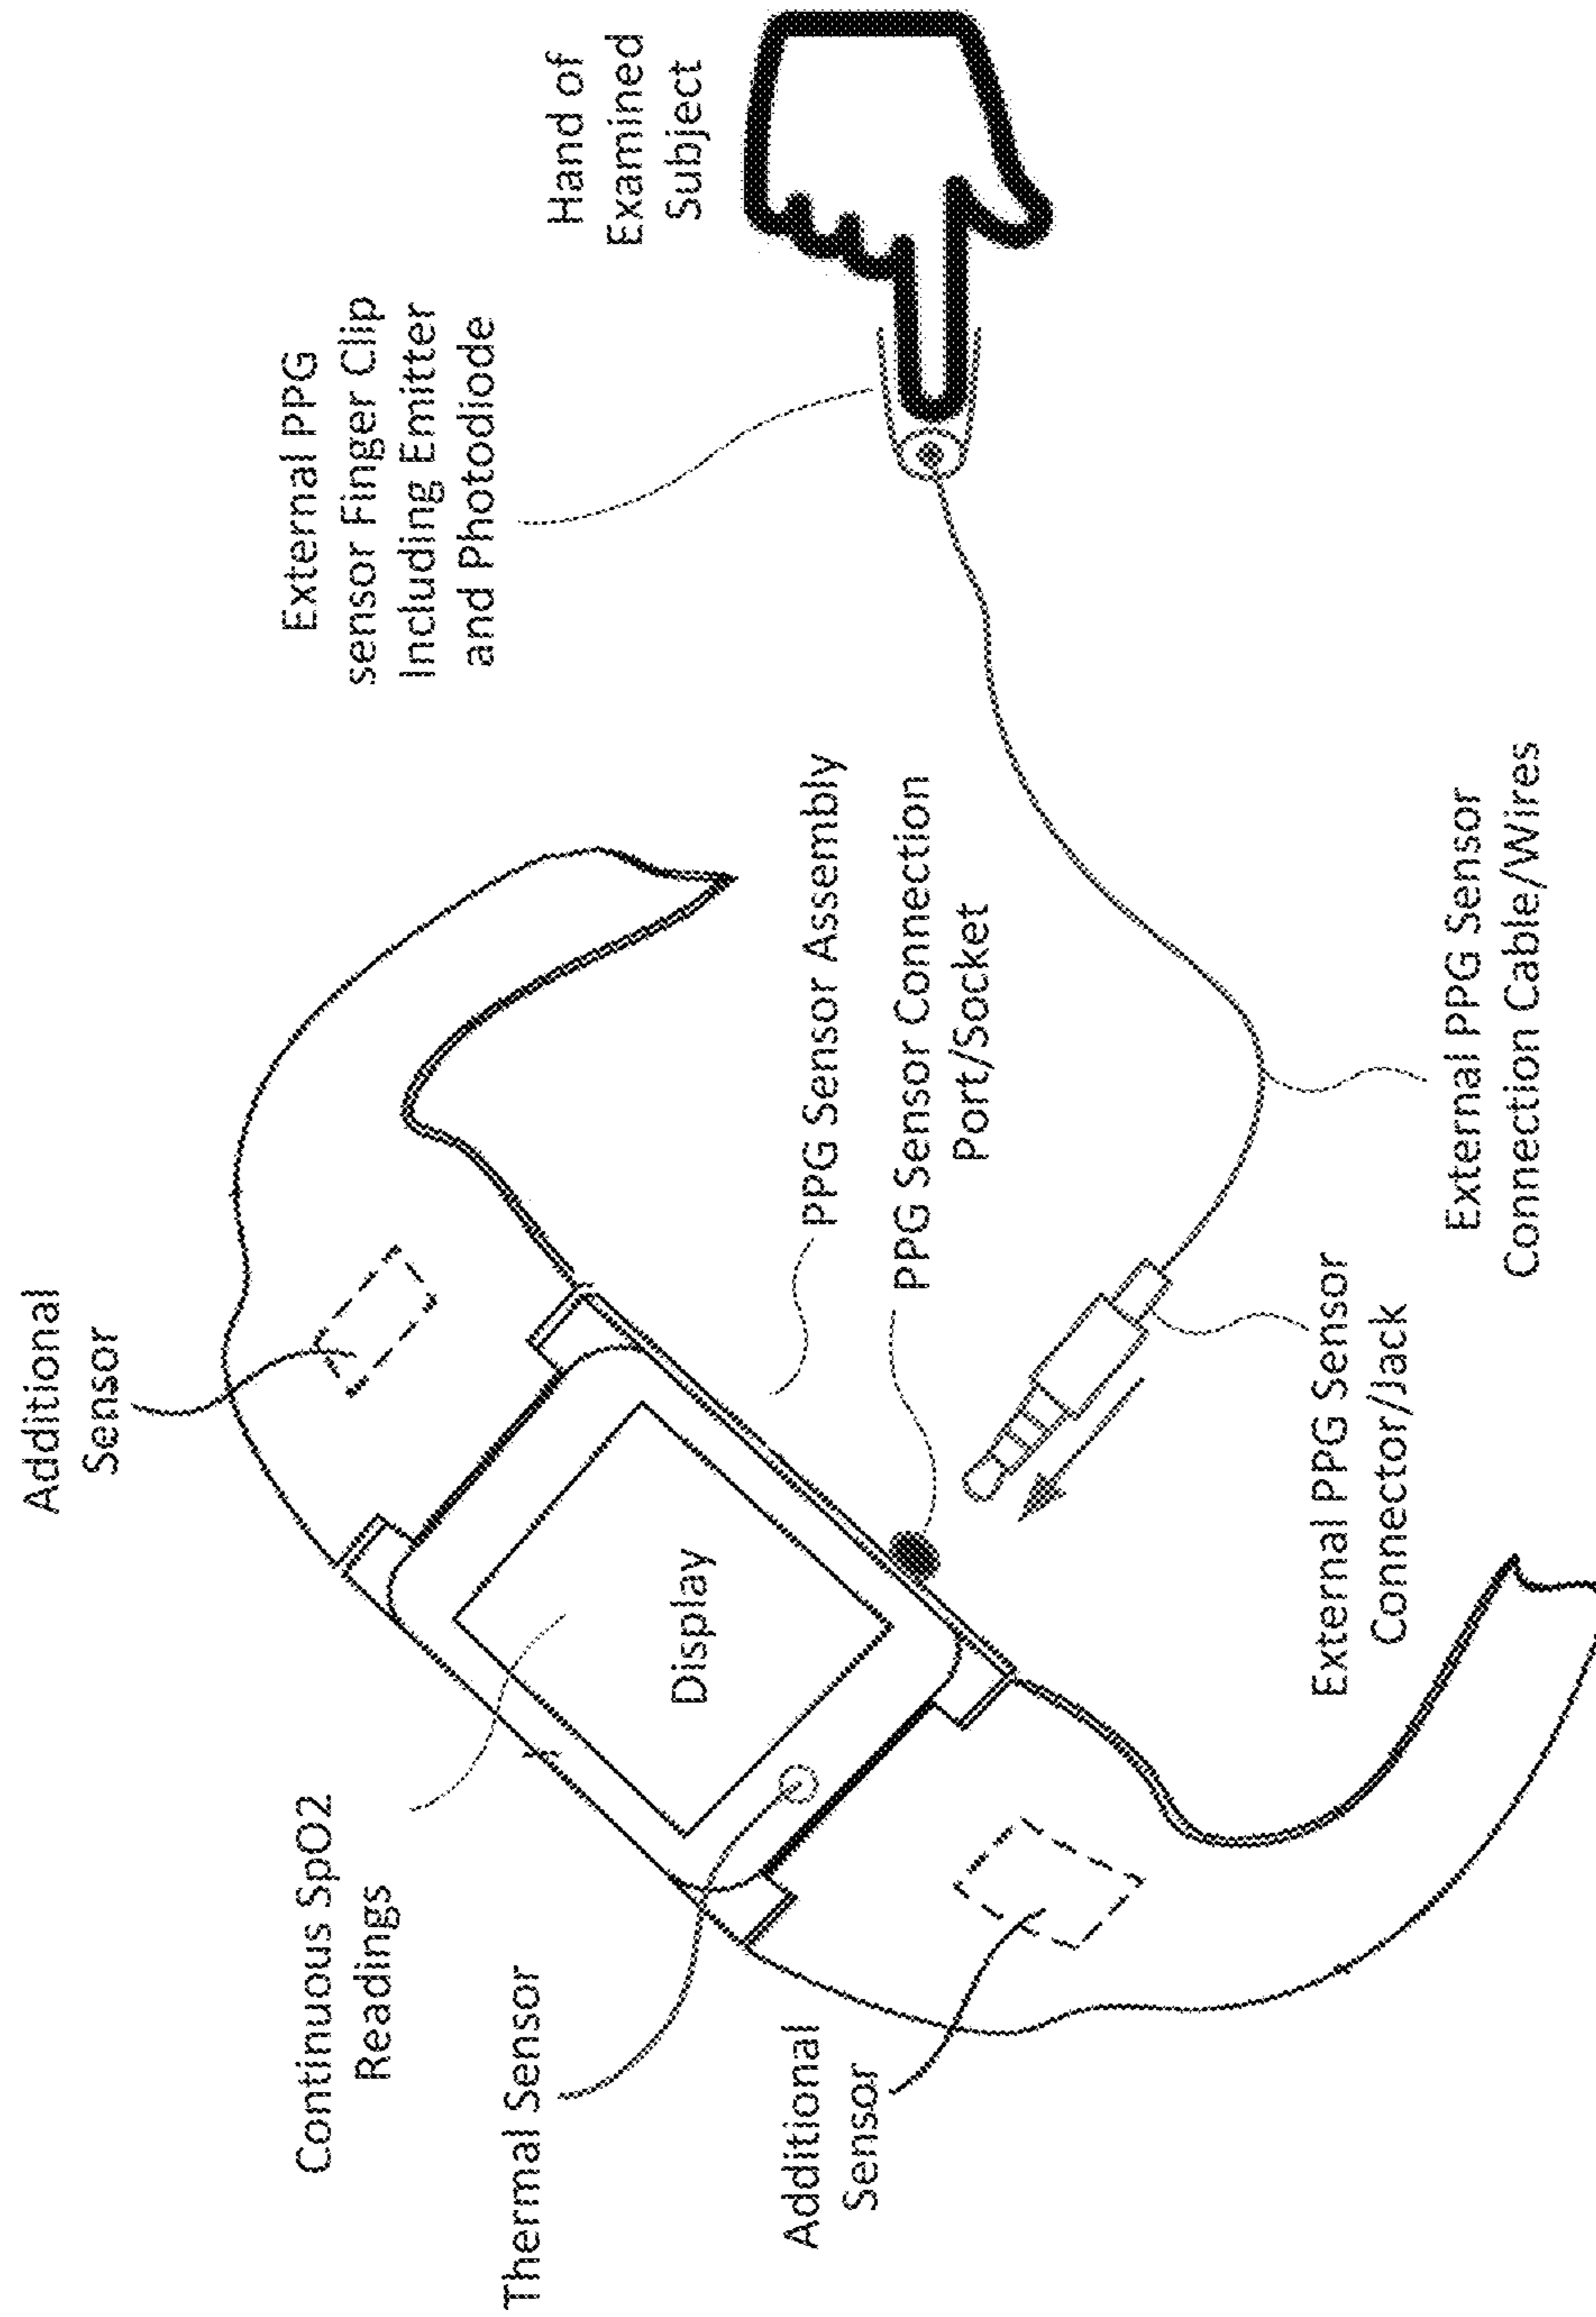 Additional
Sensor
Continuous SpO2
Readings
Thermal Sensor
Additional
Sensor
Display
External PPG
sensor Finger Clip
Including Emitter
and Photodiode
Hand of
Examined
Subject
PPG Sensor Assembly
PPG Sensor Connection
Port/Socket
External PPG Sensor
Connector/Jack
External PPG Sensor
Connection Cable/Wires